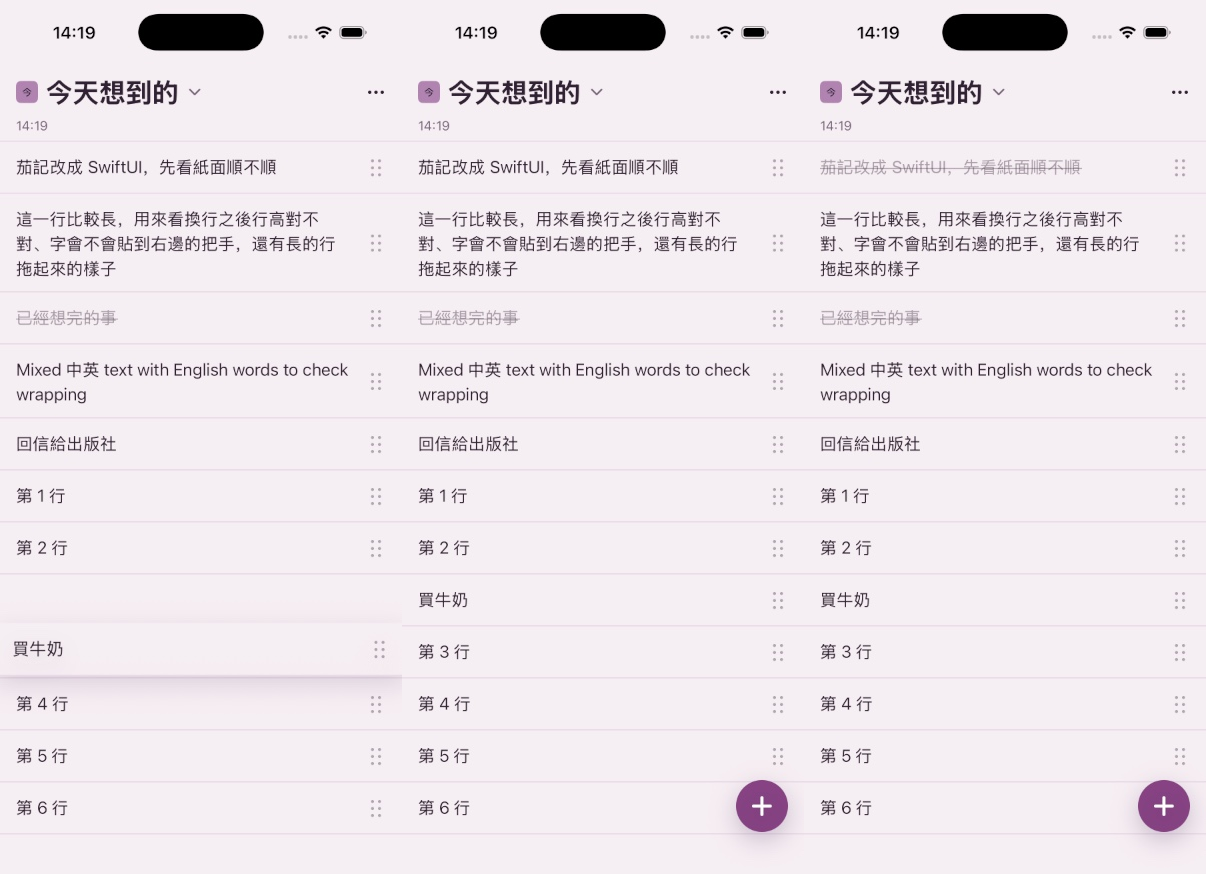 14:19
今 今天想到的
14:19
茄記改成 SwiftUI，先看紙面順不順
這一行比較長，用來看換行之後行高對不
對、字會不會貼到右邊的把手，還有長的行
拖起來的樣子
已經想完的事
Mixed 中英 text with English words to check
wrapping
回信給出版社
第 1 行
第 2 行
買牛奶
第 4 行
第 5 行
第 6 行
14:19
今 今天想到的
14:19
茄記改成 SwiftUI，先看紙面順不順
這一行比較長，用來看換行之後行高對不
對、字會不會貼到右邊的把手，還有長的行
拖起來的樣子
已經想完的事
Mixed 中英 text with English words to check
wrapping
回信給出版社
第 1 行
第 2 行
買牛奶
第 3 行
第 4 行
第 5 行
第 6 行
14:19
今 今天想到的
14:19
茄記改成 SwiftUI，先看紙面順不順
這一行比較長，用來看換行之後行高對不
對、字會不會貼到右邊的把手，還有長的行
拖起來的樣子
已經想完的事
Mixed 中英 text with English words to check
wrapping
回信給出版社
第 1 行
第 2 行
買牛奶
第 3 行
第 4 行
第 5 行
第 6 行